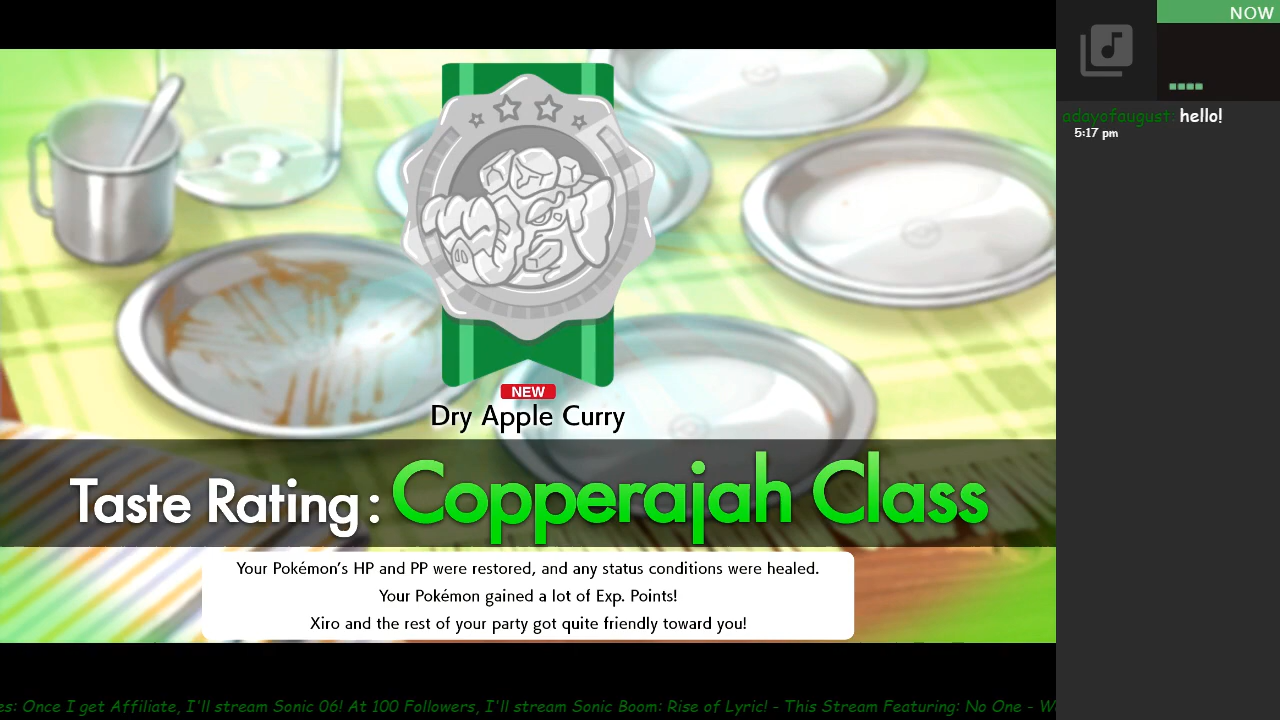 NOW
adayofaugust: hello!
5:17 pm
NEW
Dry Apple Curry
Taste Rating: Copperajah Class
Your Pokémon's HP and PP were restored, and any status conditions were healed.
Your Pokémon gained a lot of Exp. Points!
Xiro and the rest of your party got quite friendly toward you!
es: Once I get Affiliate, I'll stream Sonic 06! At 100 Followers, I'll stream Sonic Boom: Rise of Lyric! - This Stream Featuring: No One - W